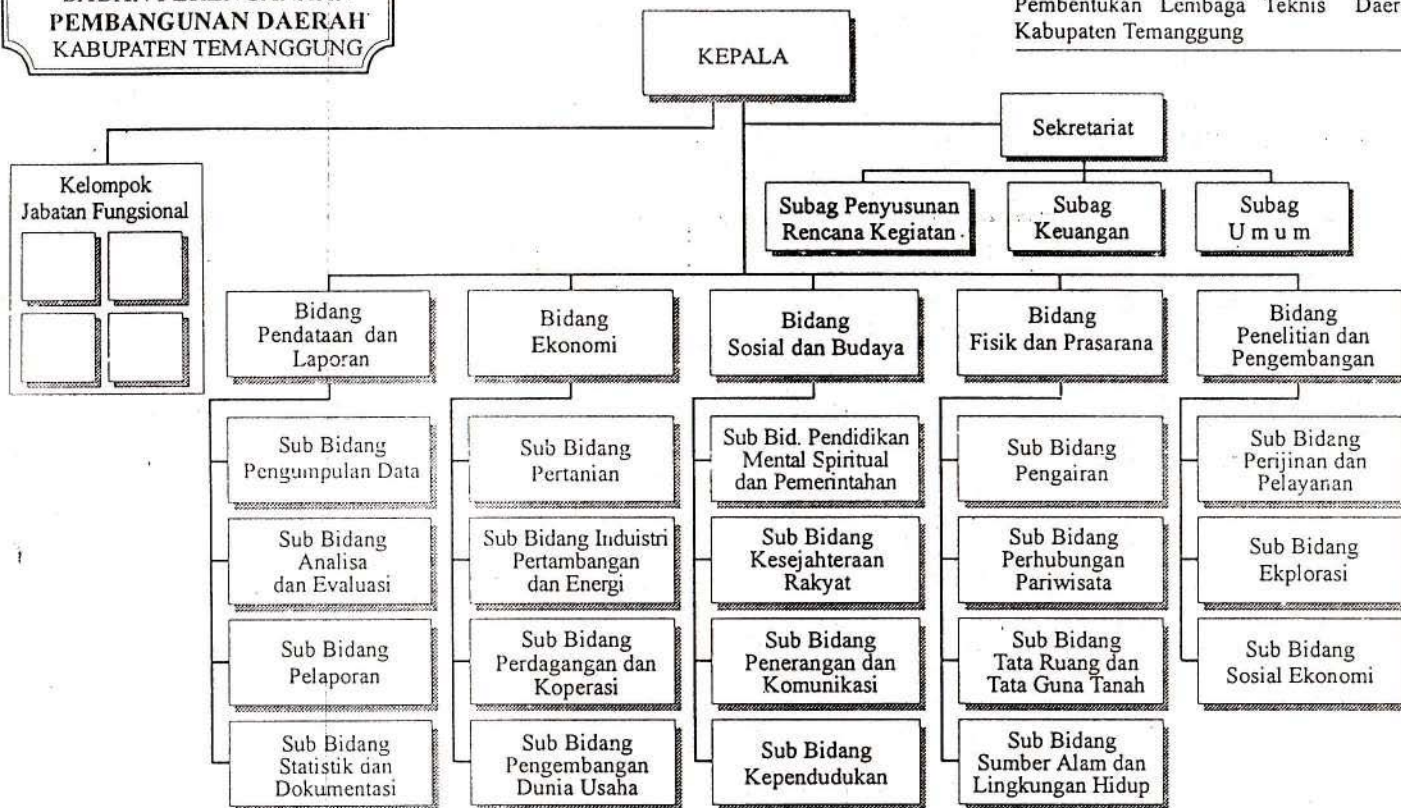 PEMBANGUNAN DAERAH
KABUPATEN TEMANGGUNG
Pembentukan Lembaga Teknis
Kabupaten Temanggung
KEPALA
Sekretariat
Kelompok
Jabatan Fungsional
Subag Penyusunan
Rencana Kegiatan
Subag
Keuangan
Subag
U m u m
Bidang
Pendataan dan
Laporan
Bidang
Ekonomi
Bidang
Sosial dan Budaya
Bidang
Fisik dan Prasarana
Bidang
Penelitian dan
Pengembangan
Sub Bidang
Pengumpulan Data
Sub Bidang
Analisa
dan Evaluasi
Sub Bidang
Pelaporan
Sub Bidang
Statistik dan
Dokumentasi
Sub Bidang
Pertanian
Sub Bidang Induistri
Pertambangan
dan Energi
Sub Bidang
Perdagangan dan
Koperasi
Sub Bidang
Pengembangan
Dunia Usaha
Sub Bid. Pendidikan
Mental Spiritual
dan Pemerintahan
Sub Bidang
Kesejahteraan
Rakyat
Sub Bidang
Penerangan dan
Komunikasi
Sub Bidang
Kependudukan
Sub Bidang
Pengairan
Sub Bidang
Perhubungan
Pariwisata
Sub Bidang
Tata Ruang dan
Tata Guna Tanah
Sub Bidang
Sumber Alam dan
Lingkungan Hidup
Sub Bidang
Perijinan dan
Pelayanan
Sub Bidang
Ekplorasi
Sub Bidang
Sosial Ekonomi